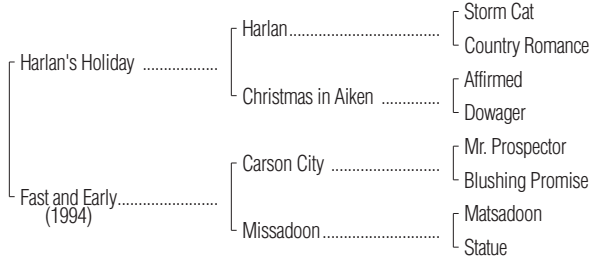 Storm Cat
Harlan
Country Romance
Harlan's Holiday
Affirmed
Christmas in Aiken
Dowager
Mr. Prospector
Carson City
Blushing Promise
Fast and Early
(1994)
Matsadoon
Missadoon
Statue